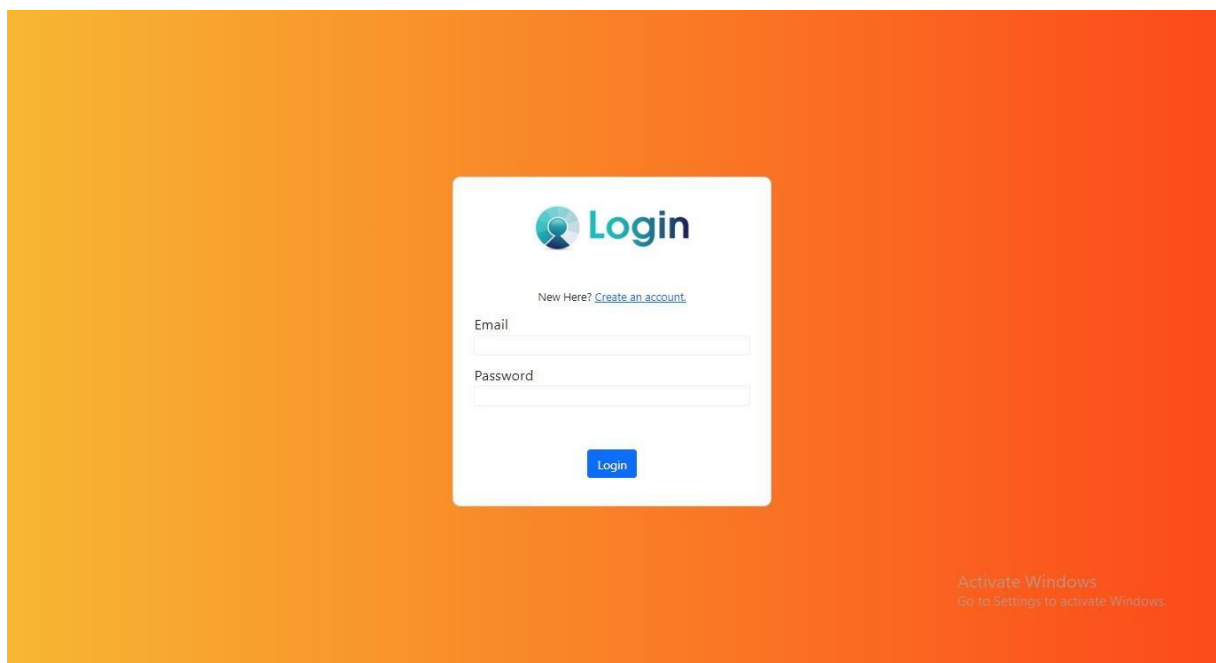 Login
New Here? Create an account.
Email
Password
Login
Activate Windows
Go to Settings to activate Windows.